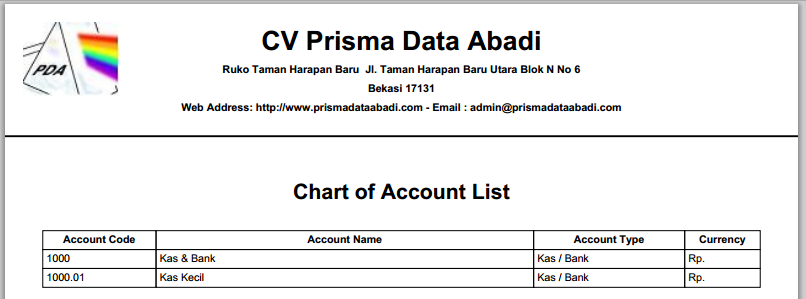 PDA
CV Prisma Data Abadi
Ruko Taman Harapan Baru Jl. Taman Harapan Baru Utara Blok N No 6
Bekasi 17131
Web Address: http://www.prismadataabadi.com - Email : admin@prismadataabadi.com
Chart of Account List
Account Code Account Name Account Type Currency
1000 Kas & Bank Kas / Bank Rp.
1000.01 Kas Kecil Kas / Bank Rp.